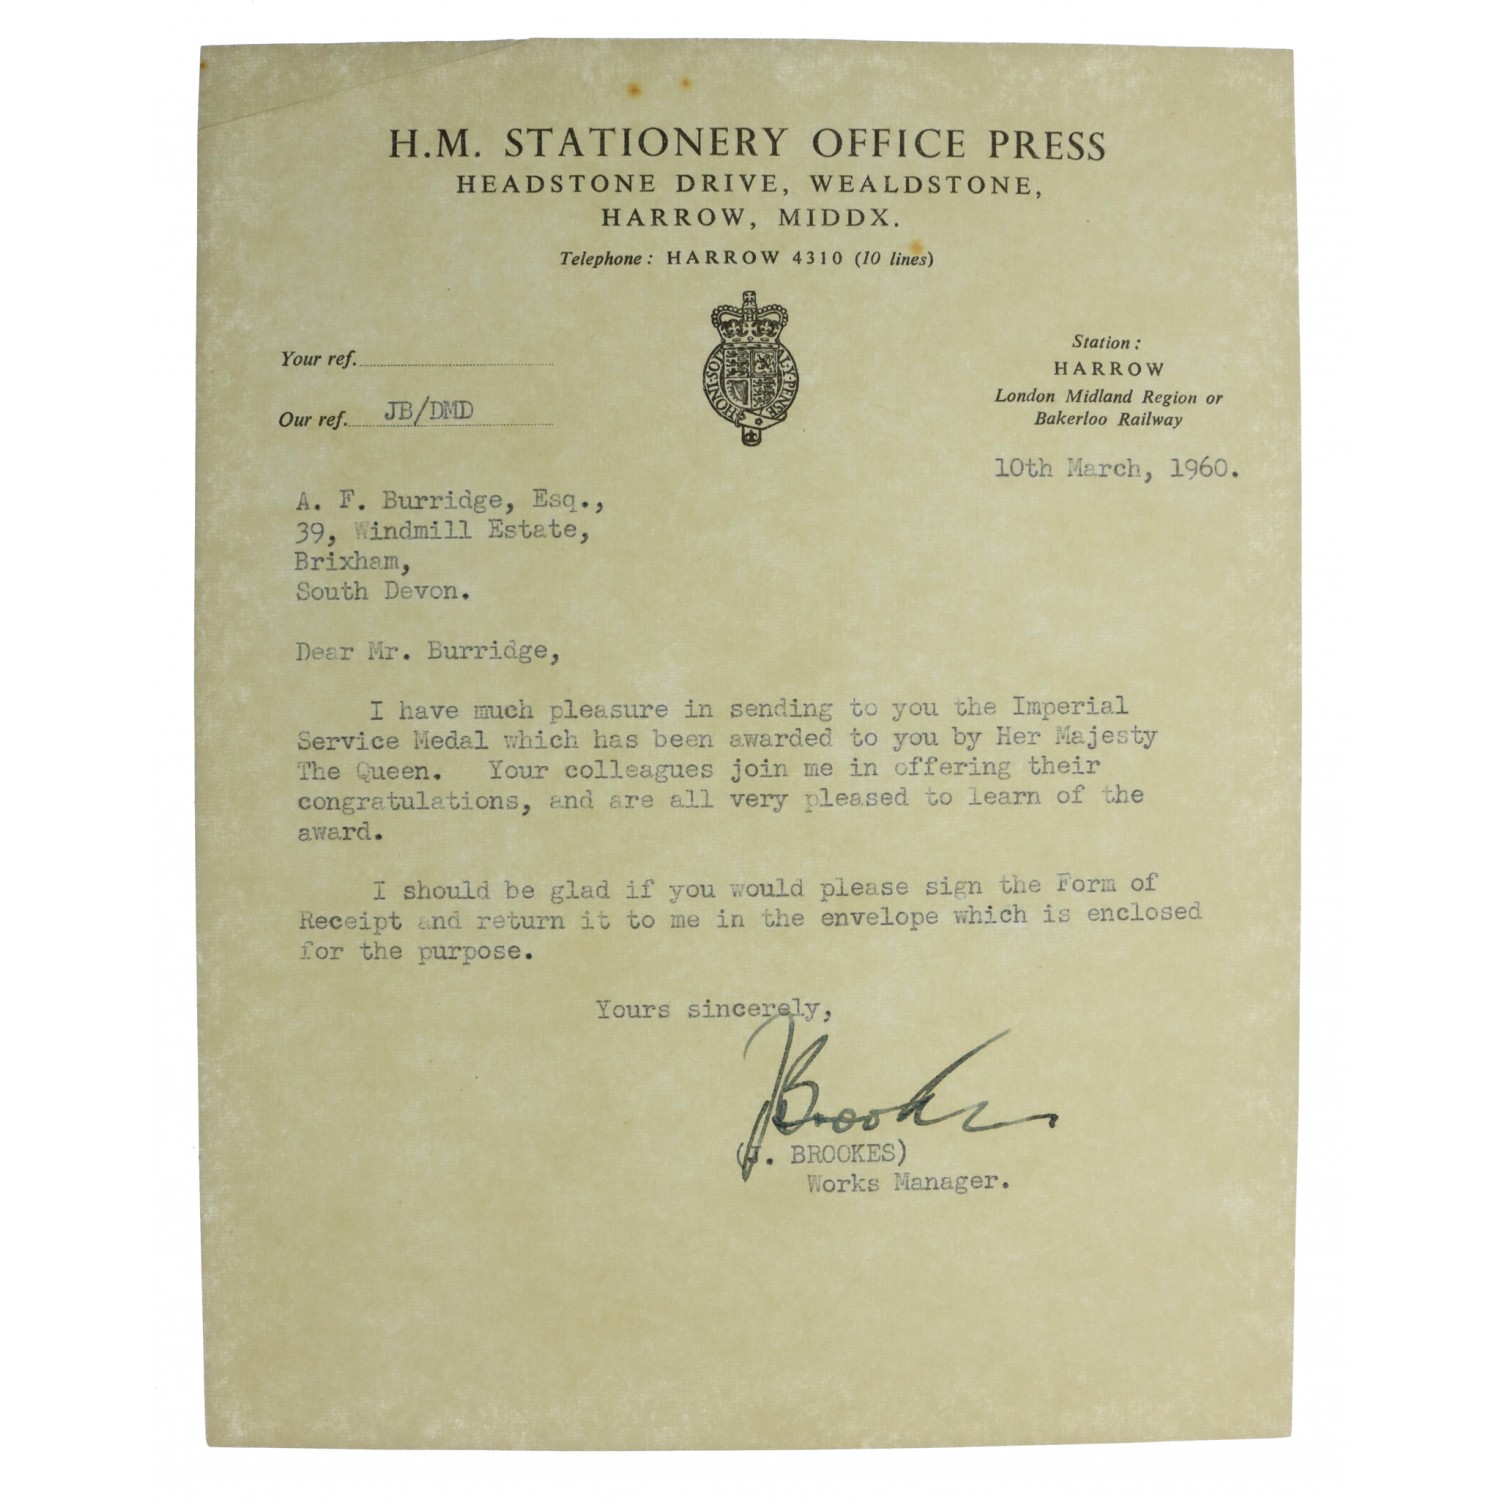 H.M. STATIONERY OFFICE PRESS
HEADSTONE DRIVE, WEALDSTONE,
HARROW, MIDDX.
Telephone: HARROW 4310 (10 lines)
Your ref.
Our ref. JB/DMD
HONI·SOI AL·Y·PENSE
Station:
HARROW
London Midland Region or
Bakerloo Railway
10th March, 1960.
A. F. Burridge, Esq.,
39, Windmill Estate,
Brixham,
South Devon.
Dear Mr. Burridge,
I have much pleasure in sending to you the Imperial
Service Medal which has been awarded to you by Her Majesty
The Queen. Your colleagues join me in offering their
congratulations, and are all very pleased to learn of the
award.
I should be glad if you would please sign the Form of
Receipt and return it to me in the envelope which is enclosed
for the purpose.
Yours sincerely,
J Brookes
(J. BROOKES)
Works Manager.